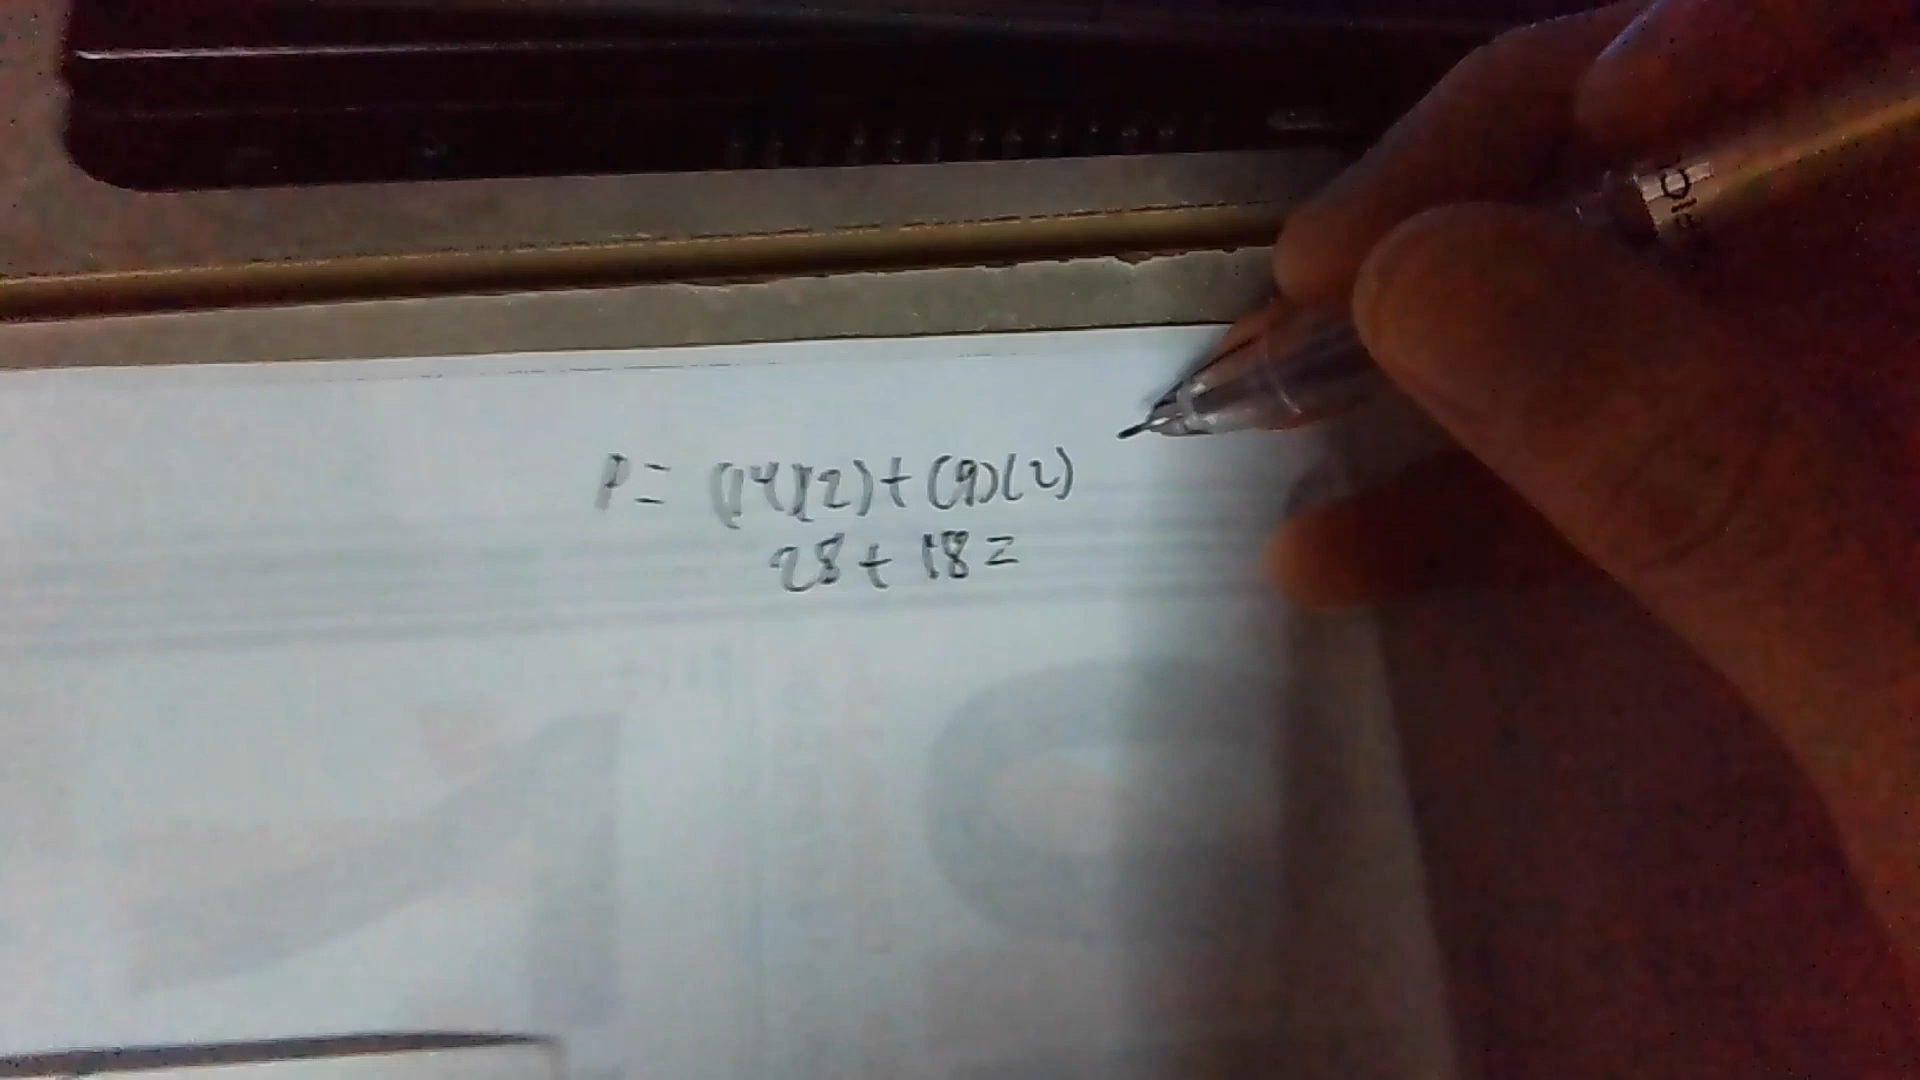 P = (14)(2) + (9)(2)
28 + 18 =